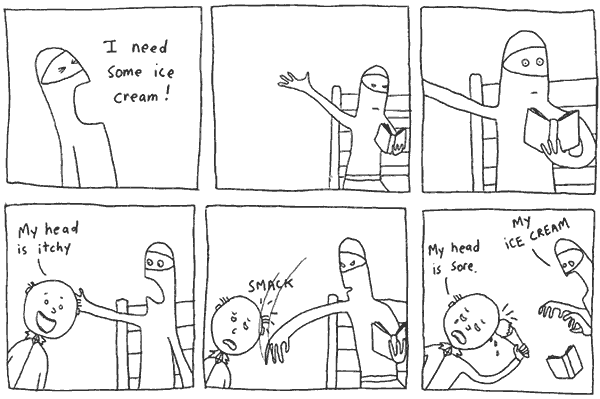 I need
some ice
cream!
My head
is itchy
SMACK
My head
is sore.
My
iCE CREAM